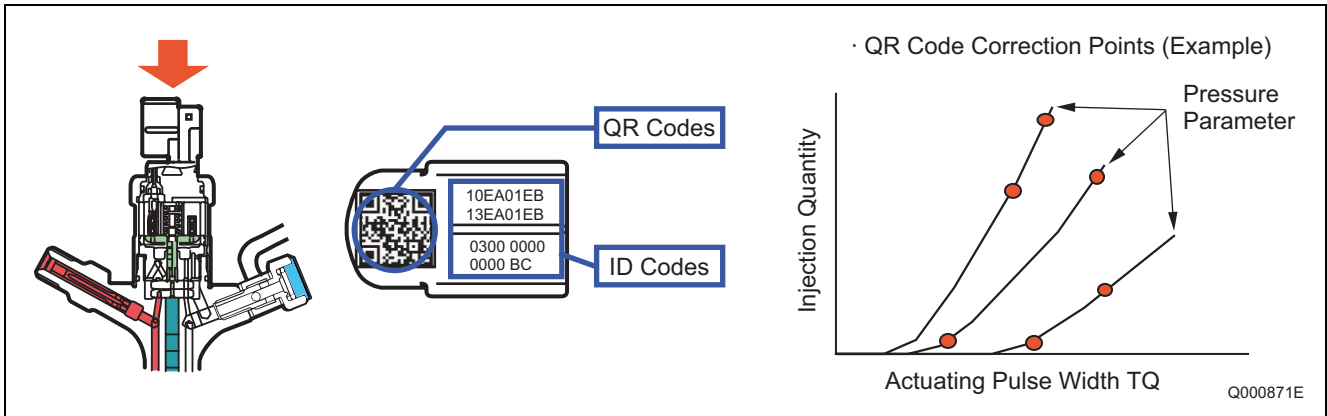 QR Codes
10EA01EB
13EA01EB
0300 0000
0000 BC
ID Codes
· QR Code Correction Points (Example)
Pressure
Parameter
Injection Quantity
Actuating Pulse Width TQ
Q000871E